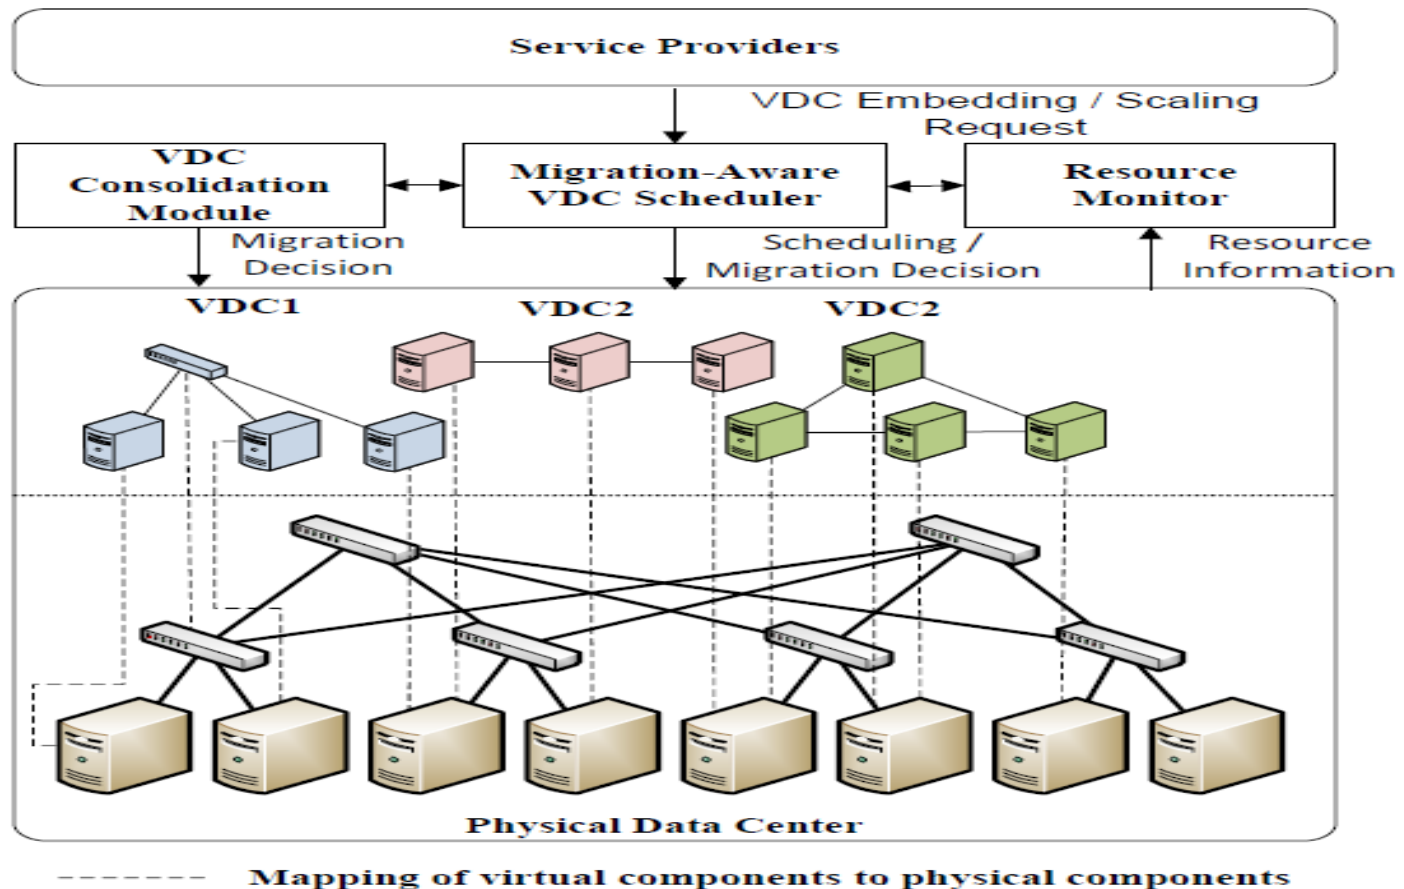 Service Providers
VDC Embedding / Scaling
Request
VDC
Consolidation
Module
Migration-Aware
VDC Scheduler
Resource
Monitor
Migration
Decision
Scheduling /
Migration Decision
Resource
Information
VDC1
VDC2
VDC2
Physical Data Center
Mapping of virtual components to physical components